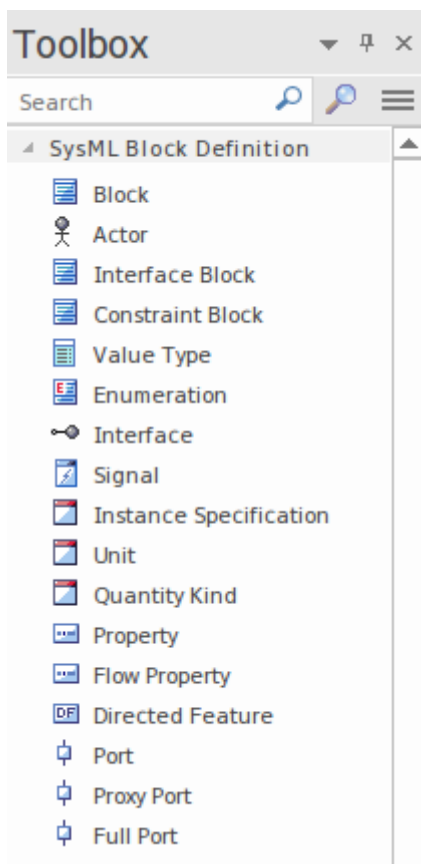 Toolbox
Search
SysML Block Definition
Block
Actor
Interface Block
Constraint Block
Value Type
Enumeration
Interface
Signal
Instance Specification
Unit
Quantity Kind
Property
Flow Property
DF Directed Feature
Port
Proxy Port
Full Port